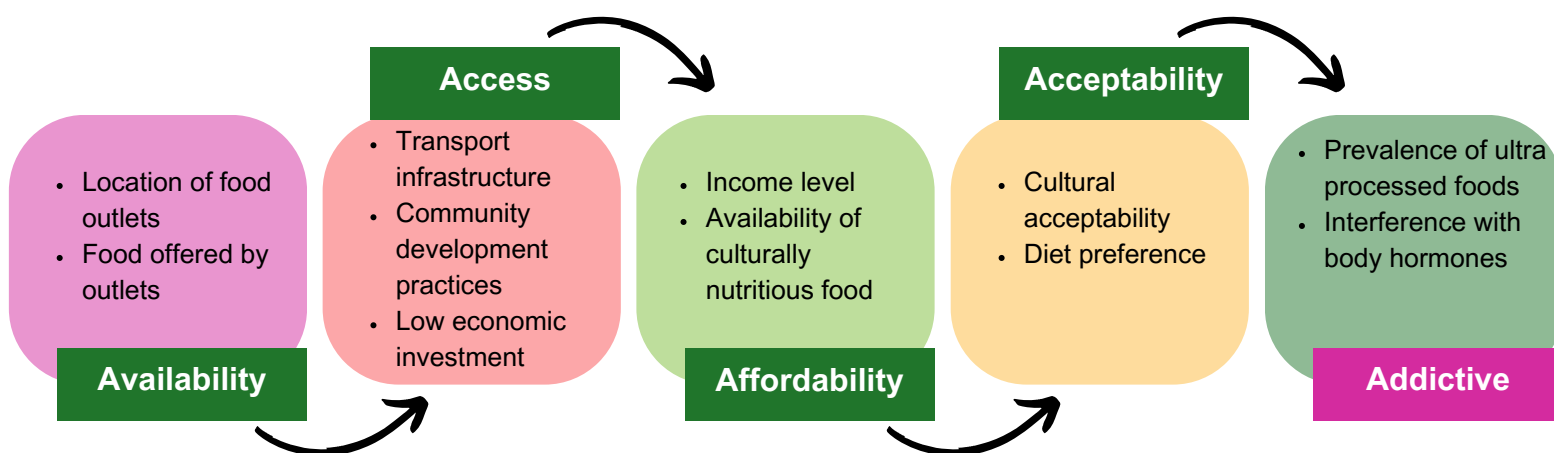 Availability
• Location of food
outlets
• Food offered by
outlets
Access
• Transport
infrastructure
• Community
development
practices
• Low economic
investment
Affordability
• Income level
• Availability of
culturally
nutritious food
Acceptability
• Cultural
acceptability
• Diet preference
Addictive
• Prevalence of ultra
processed foods
• Interference with
body hormones